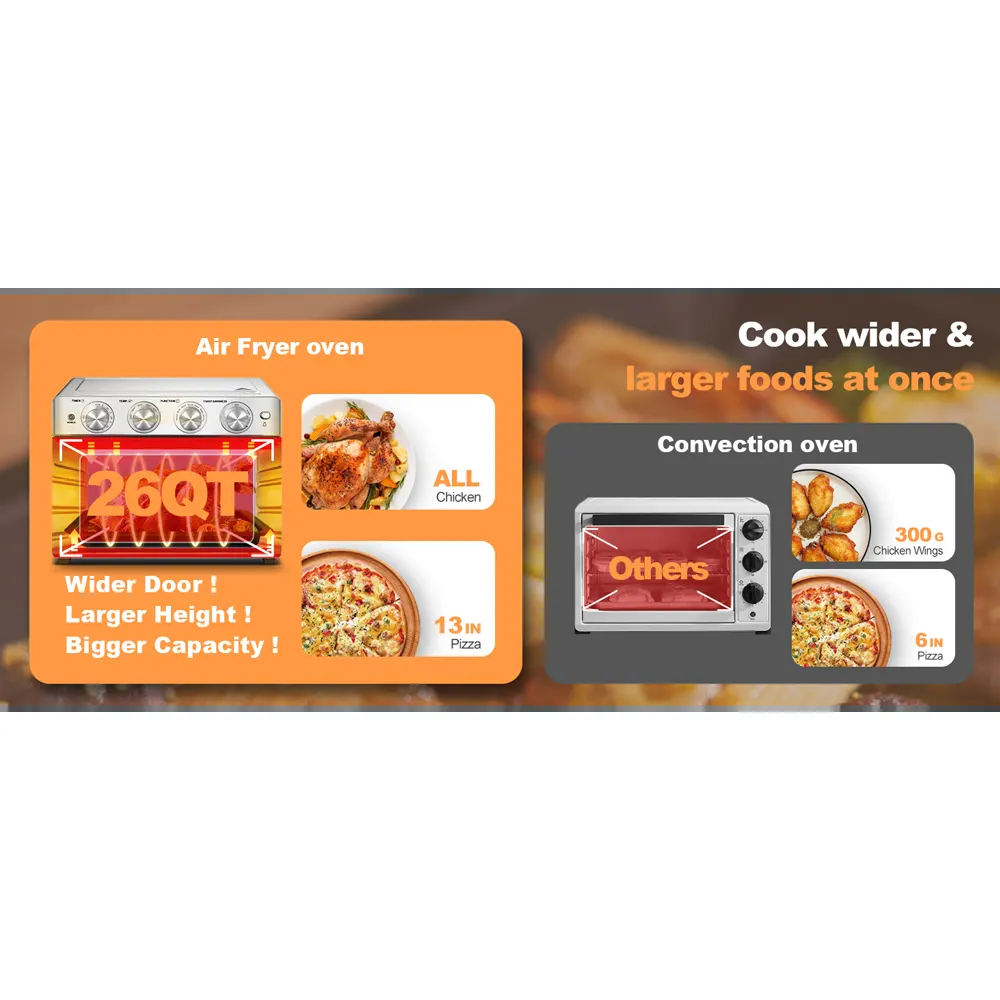 Cook wider &
larger foods at once
Air Fryer oven
26QT
Wider Door !
Larger Height !
Bigger Capacity !
ALL
Chicken
13 IN
Pizza
Convection oven
Others
300 G
Chicken Wings
6 IN
Pizza